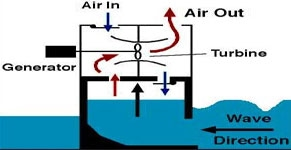 Air In
Air Out
Turbine
Generator
Wave
Direction